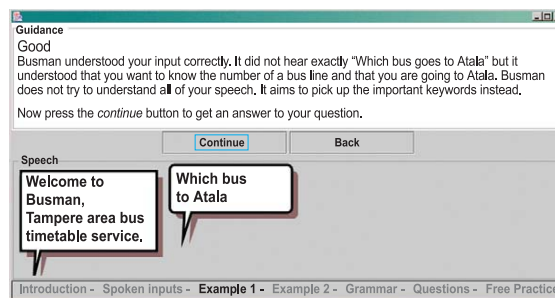 Guidance
Good
Busman understood your input correctly. It did not hear exactly “Which bus goes to Atala” but it
understood that you want to know the number of a bus line and that you are going to Atala. Busman
does not try to understand all of your speech. It aims to pick up the important keywords instead.
Now press the continue button to get an answer to your question.
Continue
Back
Speech
Welcome to
Busman,
Tampere area bus
timetable service.
Which bus
to Atala
Introduction - Spoken inputs - Example 1 - Example 2 - Grammar - Questions - Free Practice